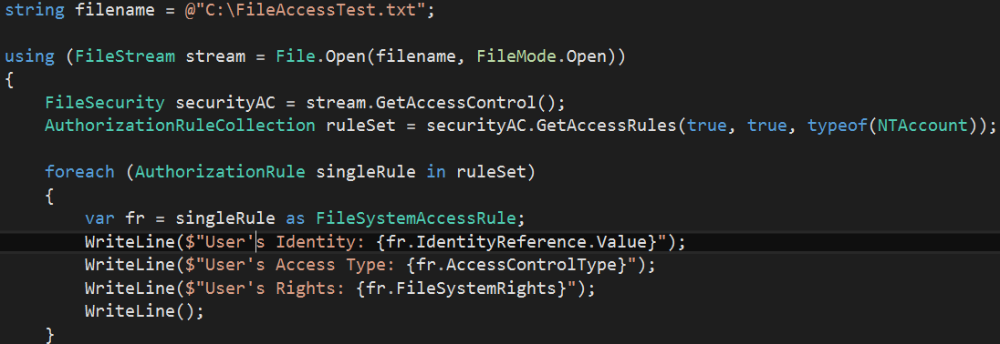 string filename = @"C:\FileAccessTest.txt";
using (FileStream stream = File.Open(filename, FileMode.Open))
{
    FileSecurity securityAC = stream.GetAccessControl();
    AuthorizationRuleCollection ruleSet = securityAC.GetAccessRules(true, true, typeof(NTAccount));
    foreach (AuthorizationRule singleRule in ruleSet)
    {
        var fr = singleRule as FileSystemAccessRule;
        WriteLine($"User's Identity: {fr.IdentityReference.Value}");
        WriteLine($"User's Access Type: {fr.AccessControlType}");
        WriteLine($"User's Rights: {fr.FileSystemRights}");
        WriteLine();
    }